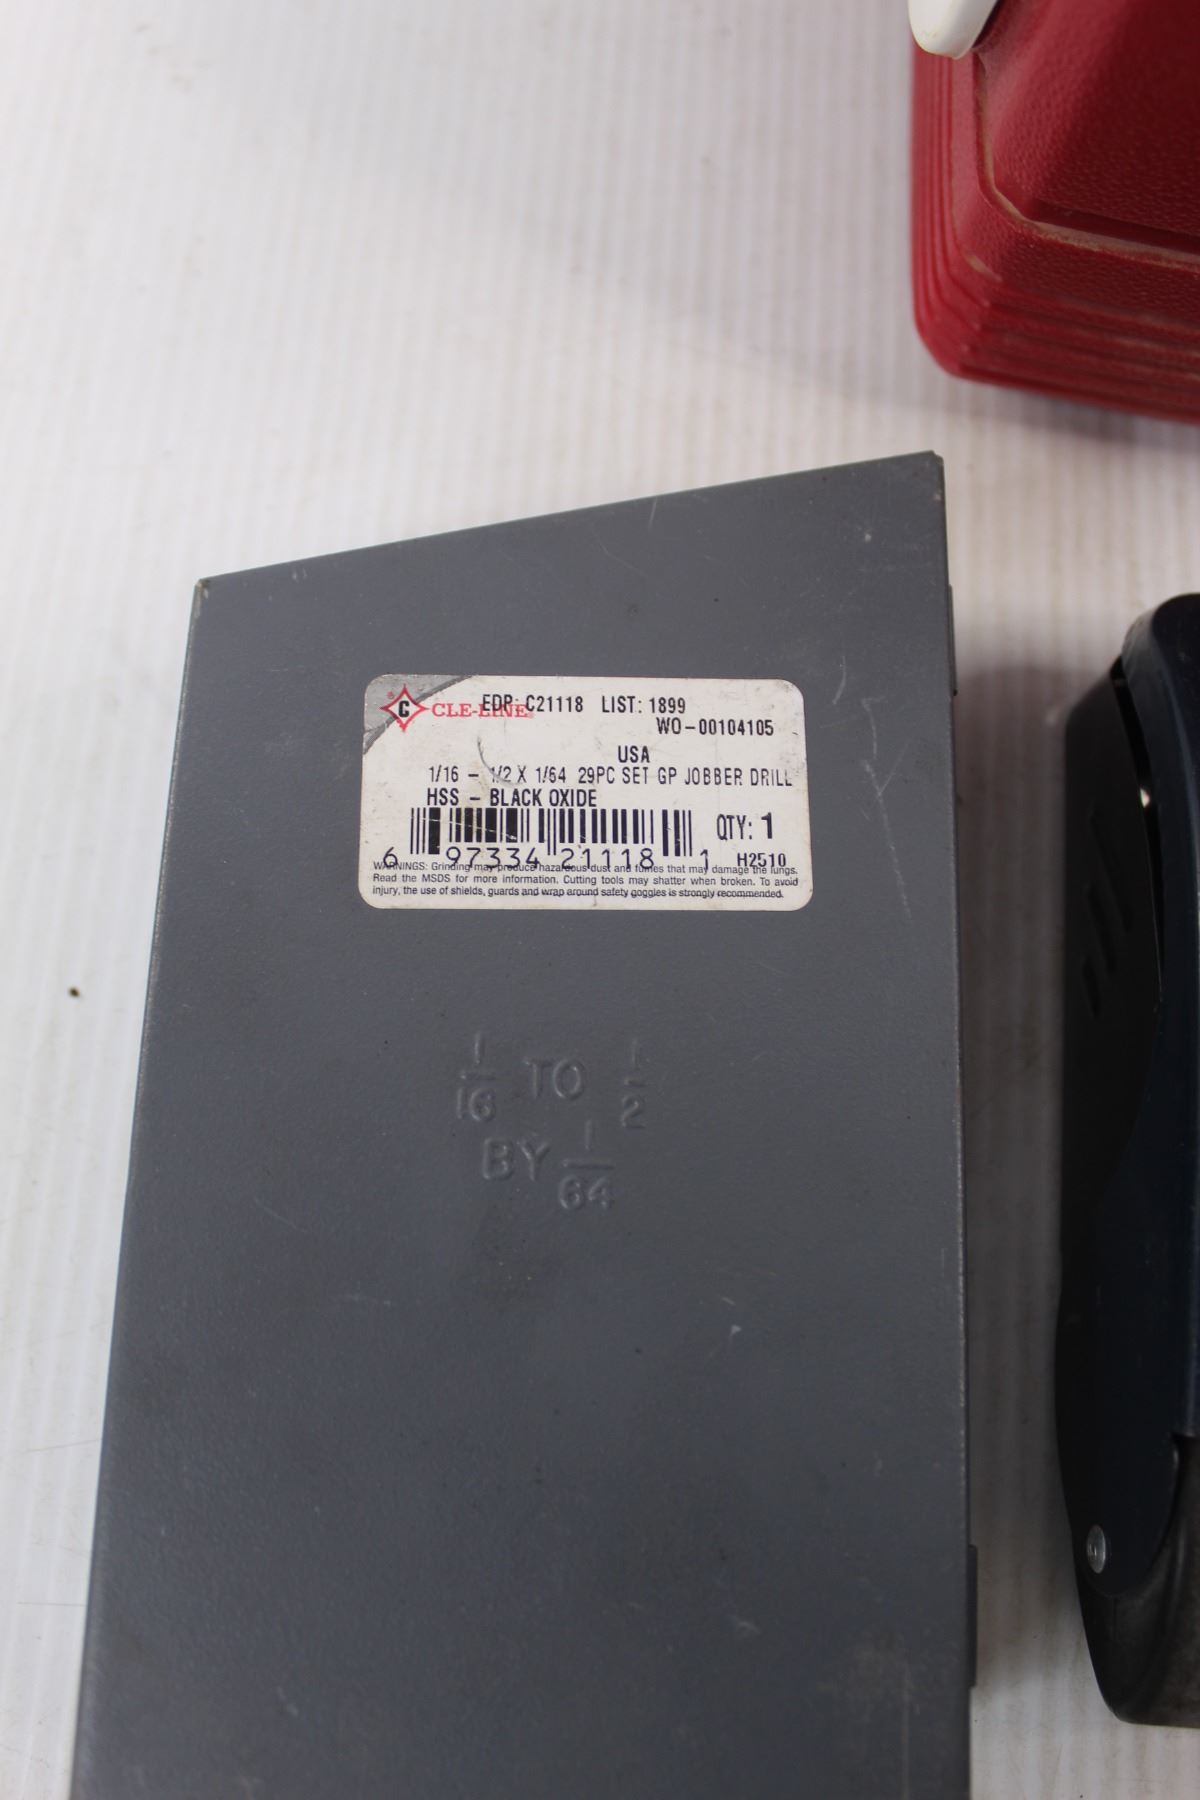 C CLE-LINE® EDP: C21118 LIST: 1899
WO-00104105
USA
1/16 - 1/2 X 1/64 29PC SET GP JOBBER DRILL
HSS - BLACK OXIDE
QTY: 1
6 97334 21118 1 H2510
WARNINGS: Grinding may produce hazardous dust and fumes that may damage the lungs.
Read the MSDS for more information. Cutting tools may shatter when broken. To avoid
injury, the use of shields, guards and wrap around safety goggles is strongly recommended.
1/16 TO 1/2
BY 1/64